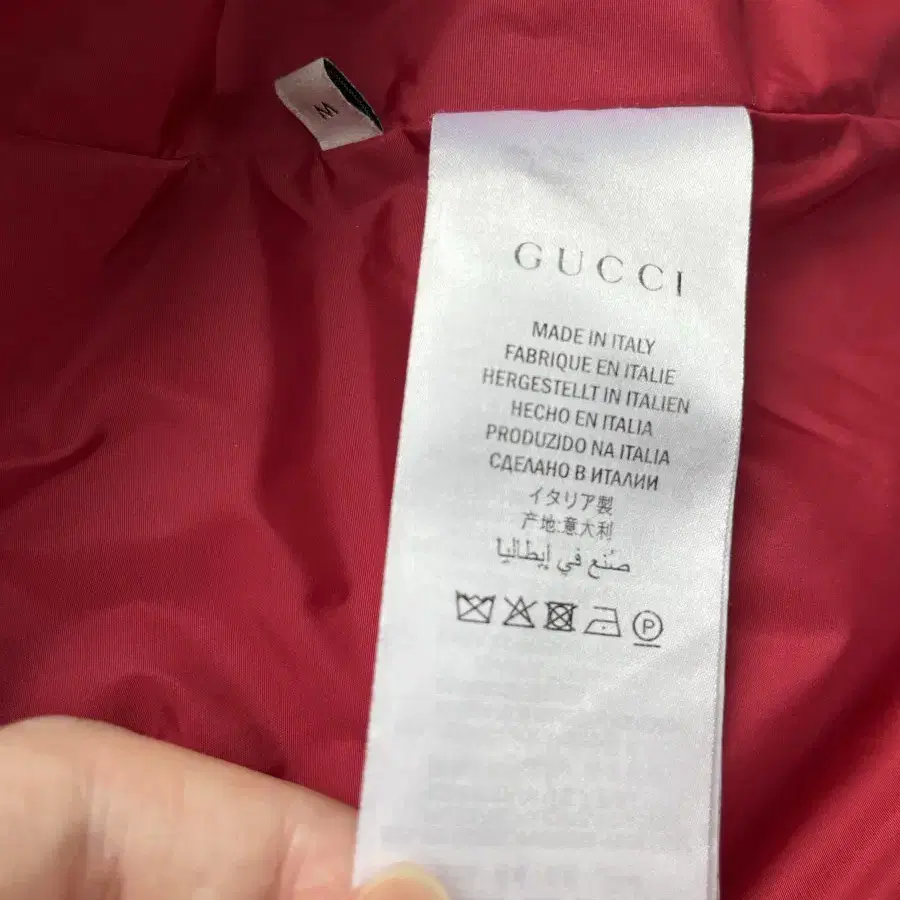 M
GUCCI
MADE IN ITALY
FABRIQUE EN ITALIE
HERGESTELLT IN ITALIEN
HECHO EN ITALIA
PRODUZIDO NA ITALIA
СДЕЛАНО В ИТАЛИИ
イタリア製
产地:意大利
صُنع في إيطاليا
P